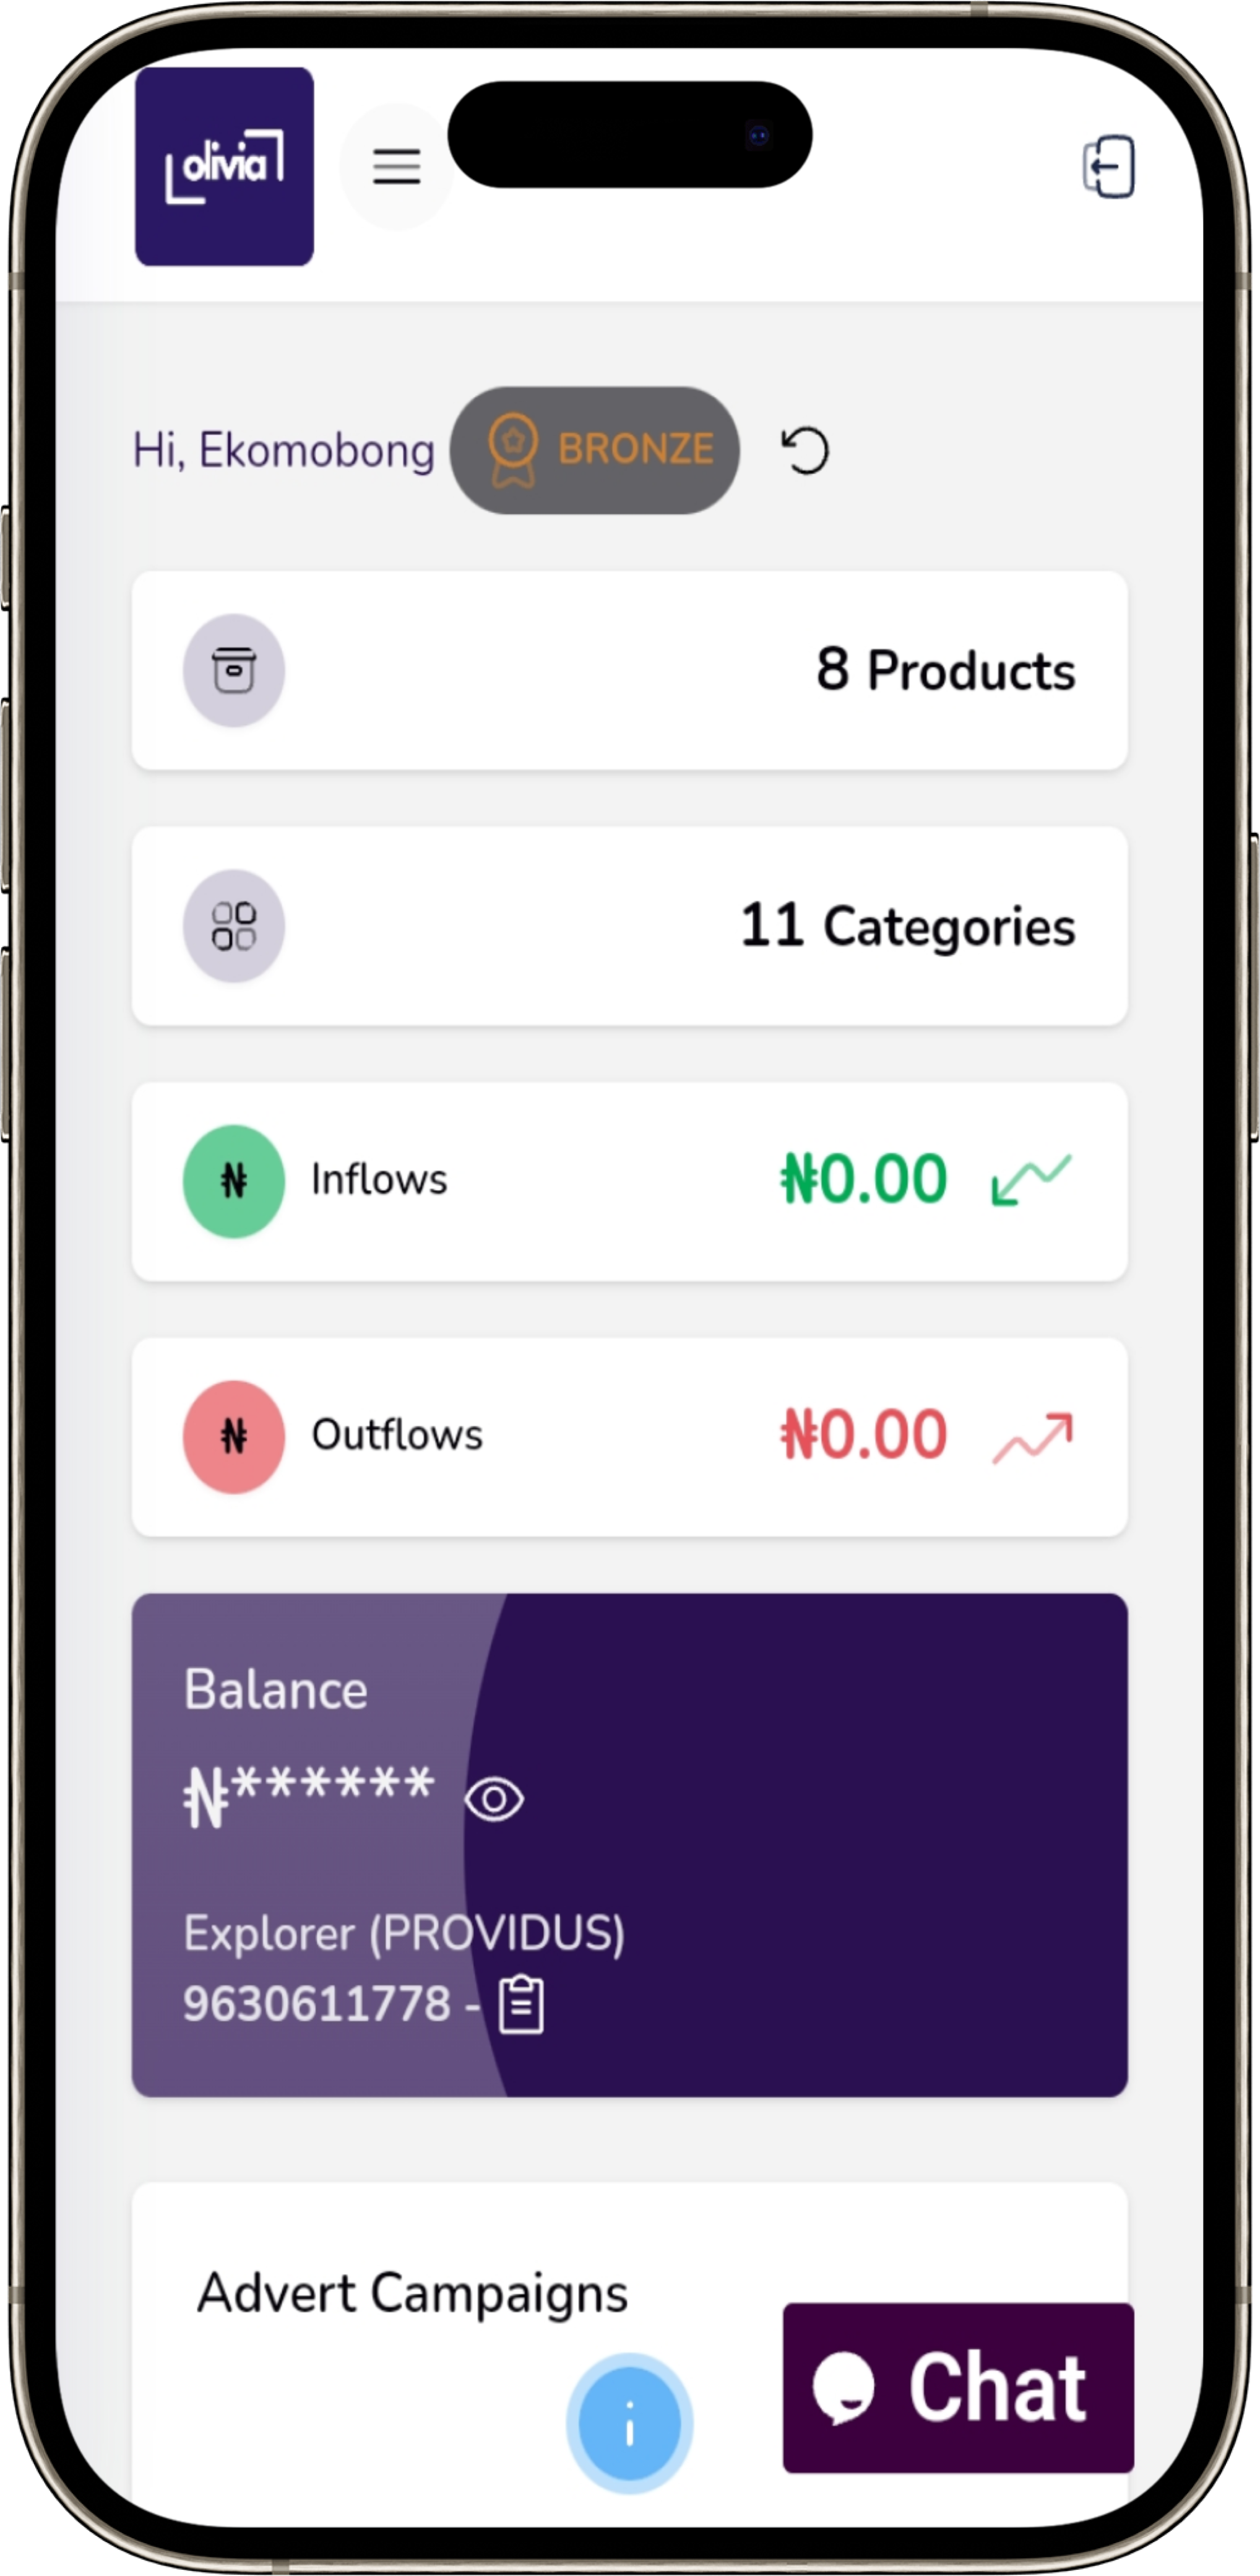 olivia
Hi, Ekomobong
BRONZE
8 Products
11 Categories
₦
Inflows
₦0.00
₦
Outflows
₦0.00
Balance
₦******
Explorer (PROVIDUS)
9630611778 -
Advert Campaigns
i
Chat